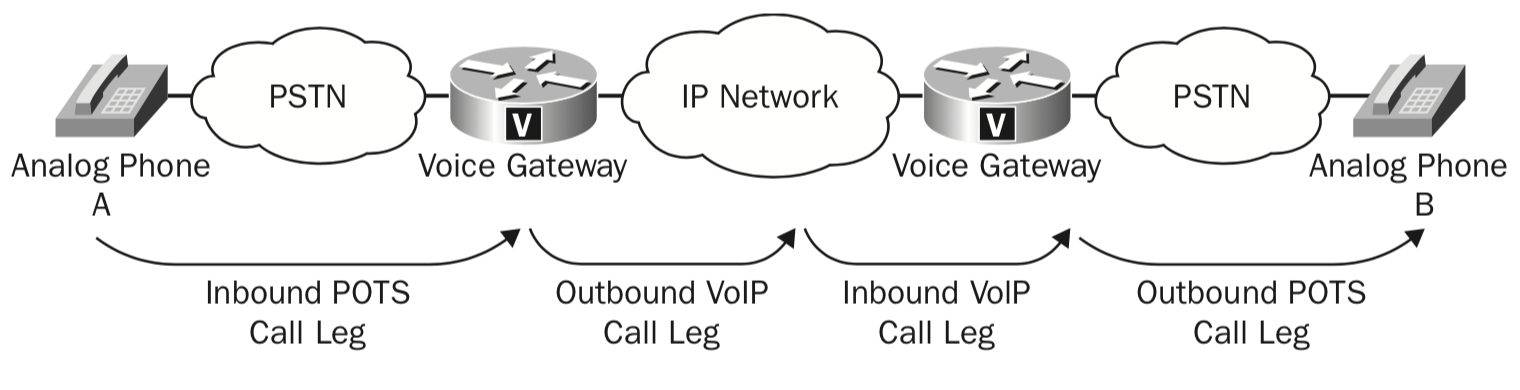 PSTN
IP Network
PSTN
V
V
Analog Phone
A
Voice Gateway
Voice Gateway
Analog Phone
B
Inbound POTS
Call Leg
Outbound VoIP
Call Leg
Inbound VoIP
Call Leg
Outbound POTS
Call Leg